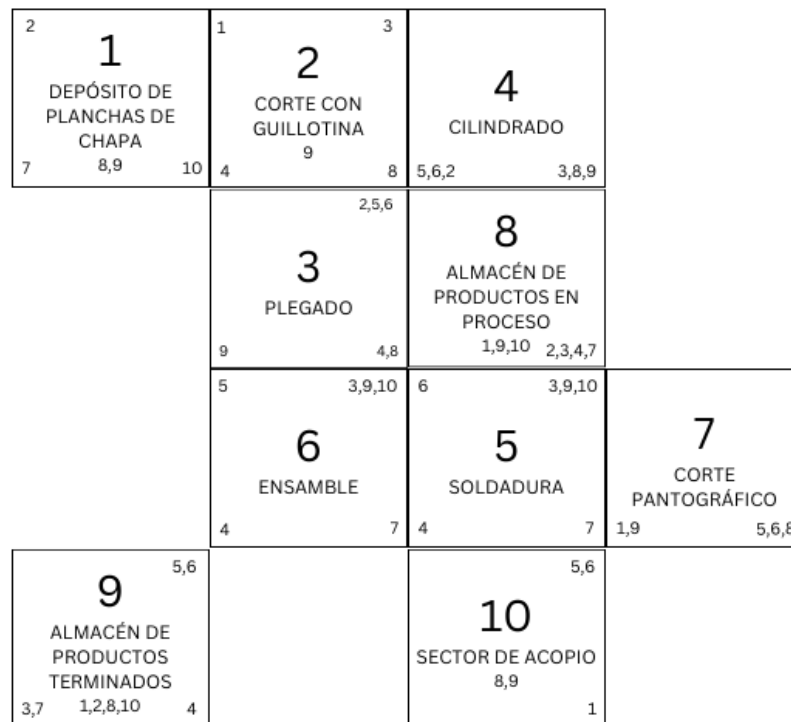 2
1
DEPÓSITO DE
PLANCHAS DE
CHAPA
8,9
7 10
1 3
2
CORTE CON
GUILLOTINA
9
4 8
4
CILINDRADO
5,6,2 3,8,9
2,5,6
3
PLEGADO
9 4,8
8
ALMACÉN DE
PRODUCTOS EN
PROCESO
1,9,10 2,3,4,7
5 3,9,10
6
ENSAMBLE
4 7
6 3,9,10
5
SOLDADURA
4 7
7
CORTE
PANTOGRÁFICO
1,9 5,6,8
5,6
9
ALMACÉN DE
PRODUCTOS
TERMINADOS
3,7 1,2,8,10 4
5,6
10
SECTOR DE ACOPIO
8,9
1